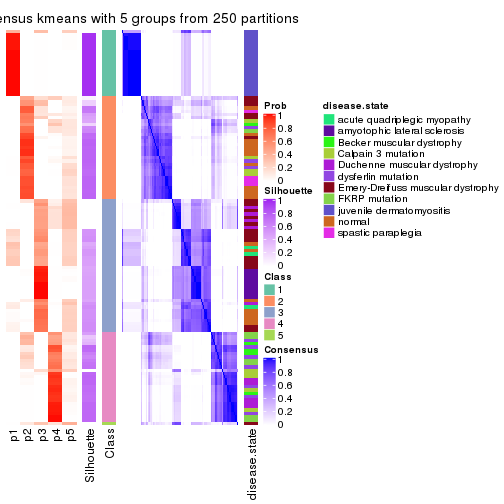 ensus kmeans with 5 groups from 250 partitions
Prob
1
0.8
0.6
0.4
0.2
0
Silhouette
1
0.8
0.6
0.4
0.2
0
Class
1
2
3
4
5
Consensus
1
0.8
0.6
0.4
0.2
0
disease.state
acute quadriplegic myopathy
amyotophic lateral sclerosis
Becker muscular dystrophy
Calpain 3 mutation
Duchenne muscular dystrophy
dysferlin mutation
Emery-Dreifuss muscular dystrophy
FKRP mutation
juvenile dermatomyositis
normal
spastic paraplegia
p1
p2
p3
p4
p5
Silhouette
Class
disease.state